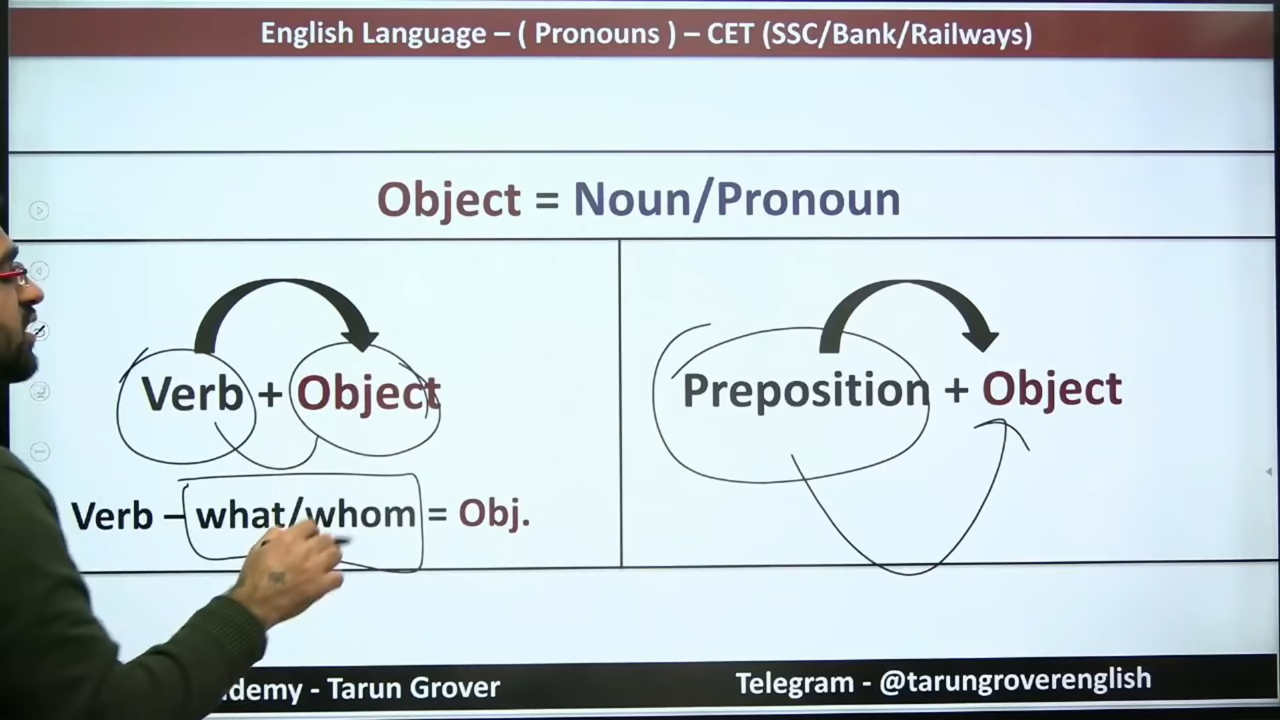 English Language – ( Pronouns ) – CET (SSC/Bank/Railways)
Object = Noun/Pronoun
Verb + Object
Verb – what/whom = Obj.
Preposition + Object
- Tarun Grover
Telegram - @tarungroverenglish